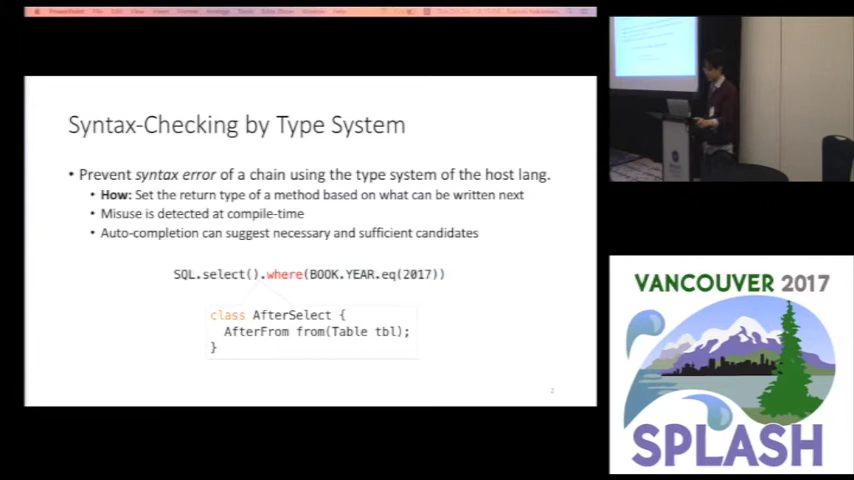 Syntax-Checking by Type System
• Prevent syntax error of a chain using the type system of the host lang.
• How: Set the return type of a method based on what can be written next
• Misuse is detected at compile-time
• Auto-completion can suggest necessary and sufficient candidates
SQL.select().where(BOOK.YEAR.eq(2017))
class AfterSelect {
AfterFrom from(Table tbl);
}
2
VANCOUVER 2017
SPLASH